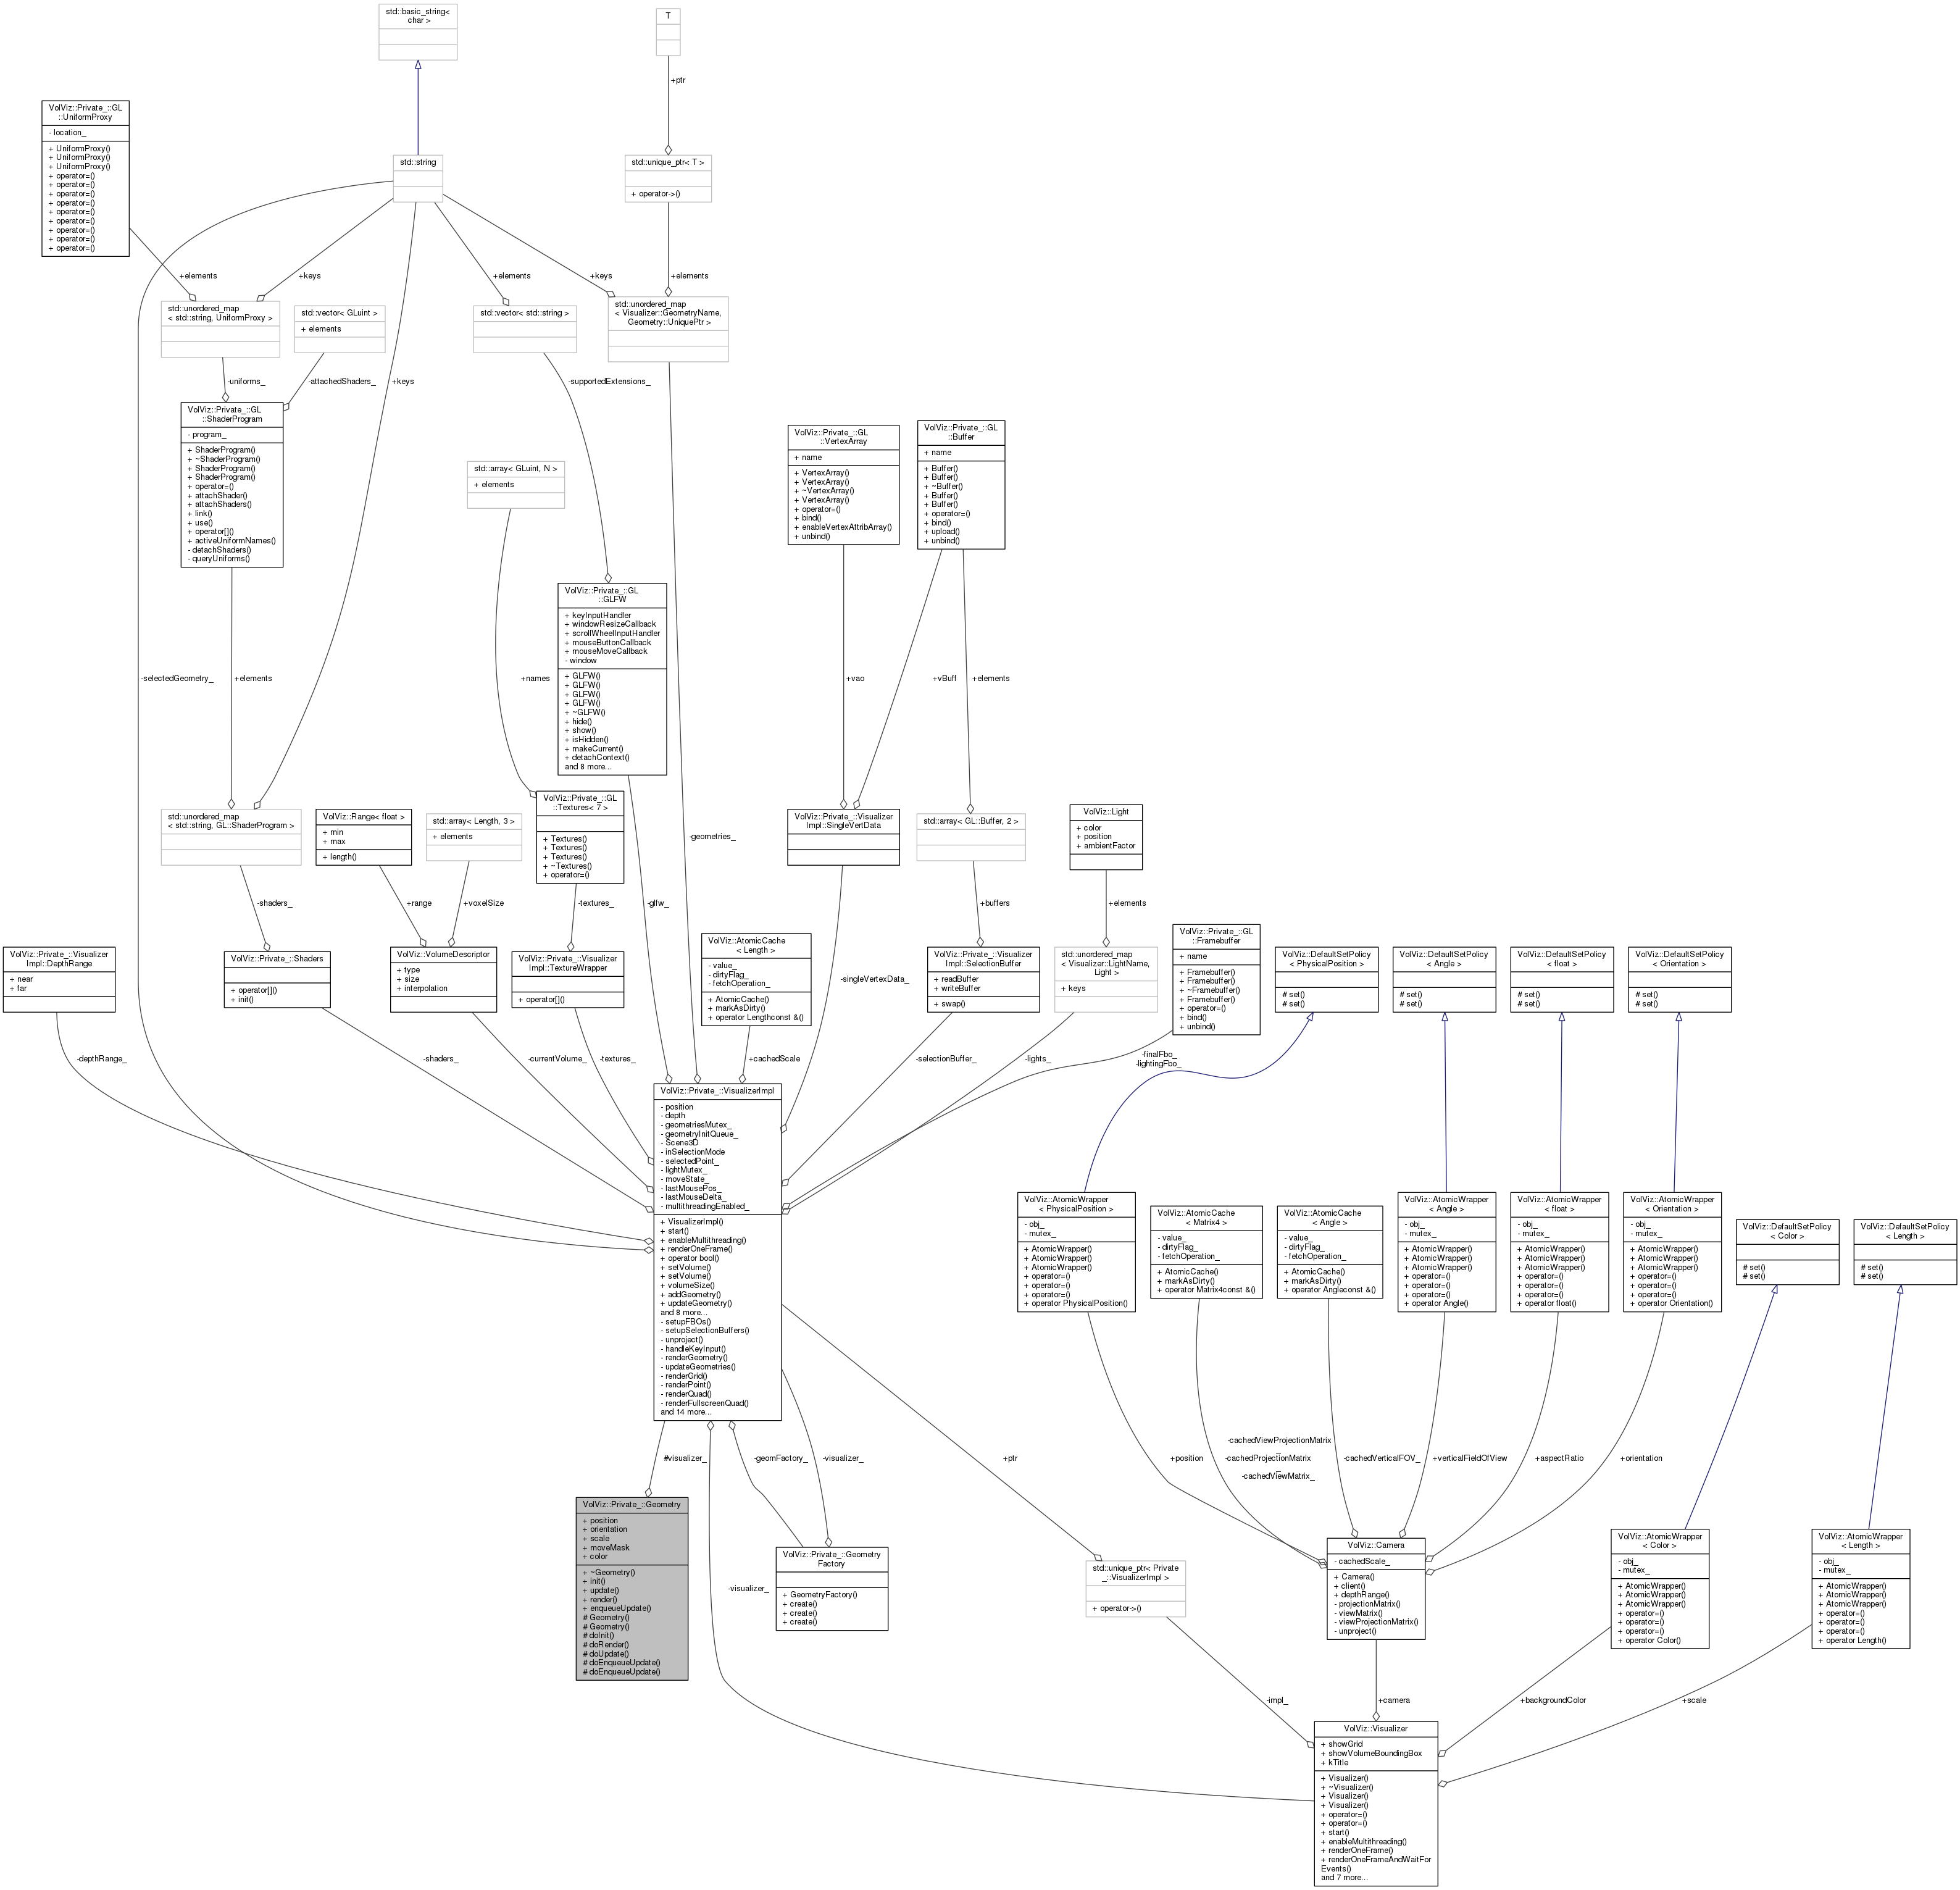 std::basic_string<
char >
T
+ptr
VolViz::Private_::GL
::UniformProxy
- location_
+ UniformProxy()
+ UniformProxy()
+ UniformProxy()
+ operator=()
+ operator=()
+ operator=()
+ operator=()
+ operator=()
+ operator=()
+ operator=()
+ operator=()
+ operator=()
std::string
std::unique_ptr< T >
+ operator->()
+elements
+keys
+elements
+keys
+elements
std::unordered_map
< std::string, UniformProxy >
std::vector< GLuint >
+ elements
std::vector< std::string >
std::unordered_map
< Visualizer::GeometryName,
Geometry::UniquePtr >
-uniforms_
-attachedShaders_
+keys
-supportedExtensions_
VolViz::Private_::GL
::ShaderProgram
- program_
+ ShaderProgram()
+ ~ShaderProgram()
+ ShaderProgram()
+ ShaderProgram()
+ operator=()
+ attachShader()
+ attachShaders()
+ link()
+ use()
+ operator[]()
+ activeUniformNames()
- detachShaders()
- queryUniforms()
std::array< GLuint, N >
+ elements
VolViz::Private_::GL
::VertexArray
+ name
+ VertexArray()
+ VertexArray()
+ ~VertexArray()
+ VertexArray()
+ operator=()
+ bind()
+ enableVertexAttribArray()
+ unbind()
VolViz::Private_::GL
::Buffer
+ name
+ Buffer()
+ Buffer()
+ ~Buffer()
+ Buffer()
+ Buffer()
+ operator=()
+ bind()
+ upload()
+ unbind()
VolViz::Private_::GL
::GLFW
+ keyInputHandler
+ windowResizeCallback
+ scrollWheelInputHandler
+ mouseButtonCallback
+ mouseMoveCallback
- window
+ GLFW()
+ GLFW()
+ GLFW()
+ GLFW()
+ ~GLFW()
+ hide()
+ show()
+ isHidden()
+ makeCurrent()
+ detachContext()
and 8 more...
-selectedGeometry_
+elements
+names
+vao
+vBuff
+elements
std::unordered_map
< std::string, GL::ShaderProgram >
VolViz::Range< float >
+ min
+ max
+ length()
std::array< Length, 3 >
+ elements
VolViz::Private_::GL
::Textures< 7 >
+ Textures()
+ Textures()
+ Textures()
+ ~Textures()
+ operator=()
-geometries_
VolViz::Private_::Visualizer
Impl::SingleVertData
std::array< GL::Buffer, 2 >
VolViz::Light
+ color
+ position
+ ambientFactor
-shaders_
+range
+voxelSize
-textures_
-glfw_
+buffers
+elements
VolViz::Private_::Visualizer
Impl::DepthRange
+ near
+ far
VolViz::Private_::Shaders
+ operator[]()
+ init()
VolViz::VolumeDescriptor
+ type
+ size
+ interpolation
VolViz::Private_::Visualizer
Impl::TextureWrapper
+ operator[]()
VolViz::AtomicCache
< Length >
- value_
- dirtyFlag_
- fetchOperation_
+ AtomicCache()
+ markAsDirty()
+ operator Lengthconst &()
-singleVertexData_
VolViz::Private_::Visualizer
Impl::SelectionBuffer
+ readBuffer
+ writeBuffer
+ swap()
std::unordered_map
< Visualizer::LightName,
Light >
+ keys
VolViz::Private_::GL
::Framebuffer
+ name
+ Framebuffer()
+ Framebuffer()
+ ~Framebuffer()
+ Framebuffer()
+ operator=()
+ bind()
+ unbind()
VolViz::DefaultSetPolicy
< PhysicalPosition >
# set()
# set()
VolViz::DefaultSetPolicy
< Angle >
# set()
# set()
VolViz::DefaultSetPolicy
< float >
# set()
# set()
VolViz::DefaultSetPolicy
< Orientation >
# set()
# set()
-depthRange_
-shaders_
-currentVolume_
-textures_
+cachedScale
-selectionBuffer_
-lights_
-finalFbo_
-lightingFbo_
VolViz::Private_::VisualizerImpl
- position
- depth
- geometriesMutex_
- geometryInitQueue_
- Scene3D
- inSelectionMode
- selectedPoint_
- lightMutex_
- moveState_
- lastMousePos_
- lastMouseDelta_
- multithreadingEnabled_
+ VisualizerImpl()
+ start()
+ enableMultithreading()
+ renderOneFrame()
+ operator bool()
+ setVolume()
+ setVolume()
+ volumeSize()
+ addGeometry()
+ updateGeometry()
and 8 more...
- setupFBOs()
- setupSelectionBuffers()
- unproject()
- handleKeyInput()
- renderGeometry()
- updateGeometries()
- renderGrid()
- renderPoint()
- renderQuad()
- renderFullscreenQuad()
and 14 more...
VolViz::AtomicWrapper
< PhysicalPosition >
- obj_
- mutex_
+ AtomicWrapper()
+ AtomicWrapper()
+ AtomicWrapper()
+ operator=()
+ operator=()
+ operator=()
+ operator PhysicalPosition()
VolViz::AtomicCache
< Matrix4 >
- value_
- dirtyFlag_
- fetchOperation_
+ AtomicCache()
+ markAsDirty()
+ operator Matrix4const &()
VolViz::AtomicCache
< Angle >
- value_
- dirtyFlag_
- fetchOperation_
+ AtomicCache()
+ markAsDirty()
+ operator Angleconst &()
VolViz::AtomicWrapper
< Angle >
- obj_
- mutex_
+ AtomicWrapper()
+ AtomicWrapper()
+ AtomicWrapper()
+ operator=()
+ operator=()
+ operator=()
+ operator Angle()
VolViz::AtomicWrapper
< float >
- obj_
- mutex_
+ AtomicWrapper()
+ AtomicWrapper()
+ AtomicWrapper()
+ operator=()
+ operator=()
+ operator=()
+ operator float()
VolViz::AtomicWrapper
< Orientation >
- obj_
- mutex_
+ AtomicWrapper()
+ AtomicWrapper()
+ AtomicWrapper()
+ operator=()
+ operator=()
+ operator=()
+ operator Orientation()
VolViz::DefaultSetPolicy
< Color >
# set()
# set()
VolViz::DefaultSetPolicy
< Length >
# set()
# set()
#visualizer_
-geomFactory_
-visualizer_
+ptr
+position
-cachedViewProjectionMatrix
_
-cachedProjectionMatrix
_
-cachedViewMatrix_
-cachedVerticalFOV_
+verticalFieldOfView
+aspectRatio
+orientation
VolViz::Private_::Geometry
+ position
+ orientation
+ scale
+ moveMask
+ color
+ ~Geometry()
+ init()
+ update()
+ render()
+ enqueueUpdate()
# Geometry()
# Geometry()
# doInit()
# doRender()
# doUpdate()
# doEnqueueUpdate()
# doEnqueueUpdate()
-visualizer_
VolViz::Private_::Geometry
Factory
+ GeometryFactory()
+ create()
+ create()
+ create()
std::unique_ptr< Private
_::VisualizerImpl >
+ operator->()
VolViz::Camera
- cachedScale_
+ Camera()
+ client()
+ depthRange()
- projectionMatrix()
- viewMatrix()
- viewProjectionMatrix()
- unproject()
VolViz::AtomicWrapper
< Color >
- obj_
- mutex_
+ AtomicWrapper()
+ AtomicWrapper()
+ AtomicWrapper()
+ operator=()
+ operator=()
+ operator=()
+ operator Color()
VolViz::AtomicWrapper
< Length >
- obj_
- mutex_
+ AtomicWrapper()
+ AtomicWrapper()
+ AtomicWrapper()
+ operator=()
+ operator=()
+ operator=()
+ operator Length()
-impl_
+camera
+backgroundColor
+scale
VolViz::Visualizer
+ showGrid
+ showVolumeBoundingBox
+ kTitle
+ Visualizer()
+ ~Visualizer()
+ Visualizer()
+ Visualizer()
+ operator=()
+ operator=()
+ start()
+ enableMultithreading()
+ renderOneFrame()
+ renderOneFrameAndWaitFor
Events()
and 7 more...